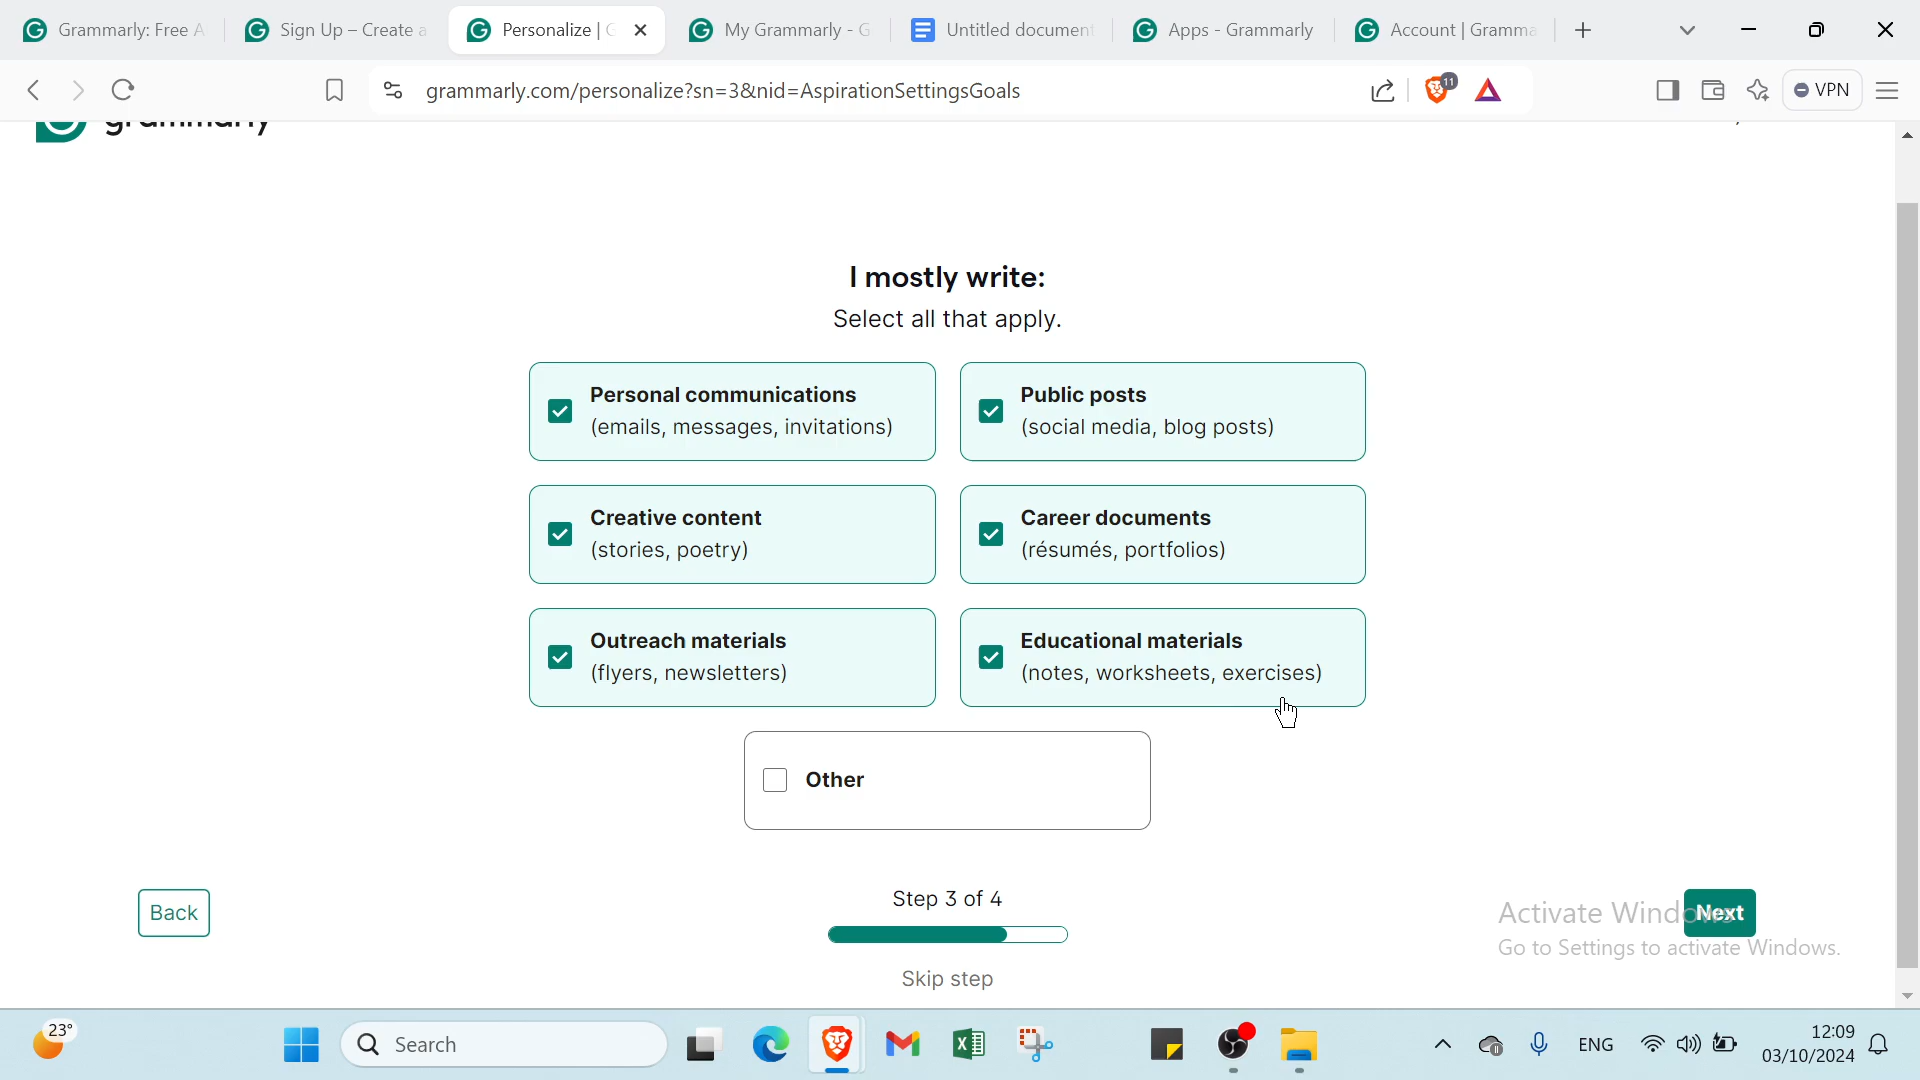 Grammarly: Free A
Sign Up – Create a
Personalize | G
My Grammarly - G
Untitled document
Apps - Grammarly
Account | Gramma
grammarly.com/personalize?sn=3&nid=AspirationSettingsGoals
11
VPN
grammarly
I mostly write:
Select all that apply.
Personal communications
(emails, messages, invitations)
Public posts
(social media, blog posts)
Creative content
(stories, poetry)
Career documents
(résumés, portfolios)
Outreach materials
(flyers, newsletters)
Educational materials
(notes, worksheets, exercises)
Other
Back
Step 3 of 4
Skip step
Next
Activate Windows
Go to Settings to activate Windows.
23°
Search
ENG
12:09
03/10/2024